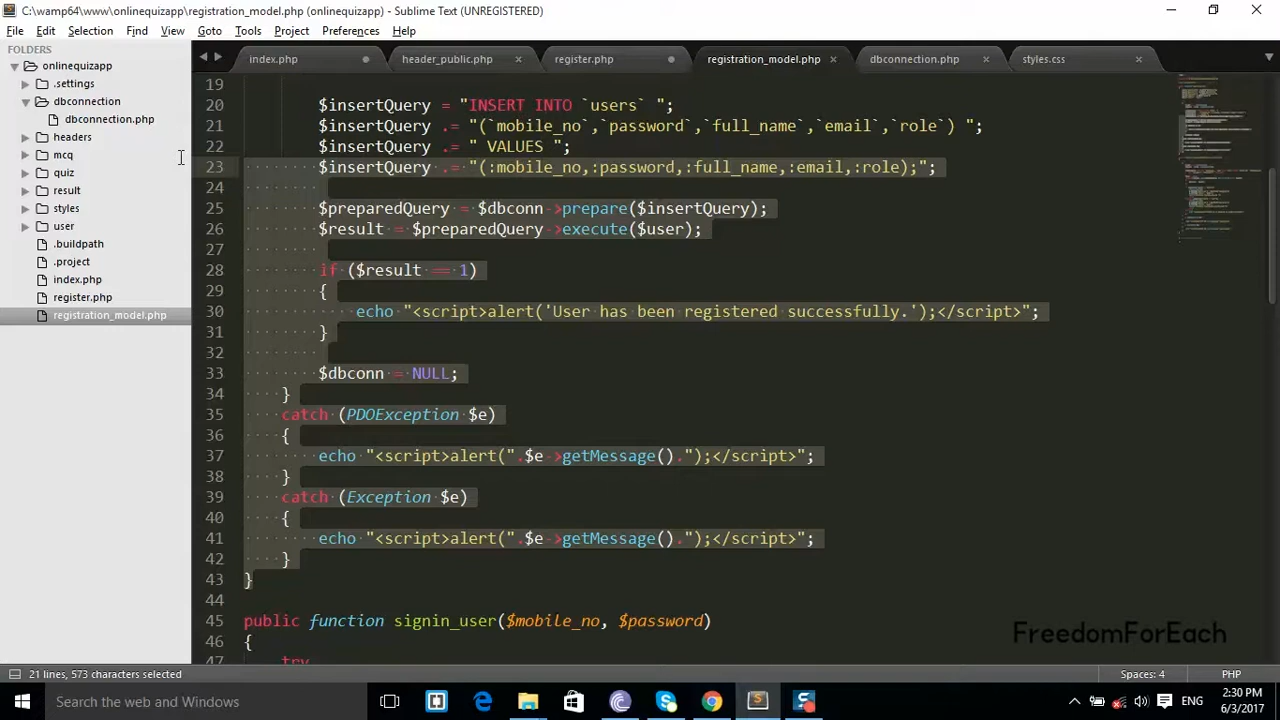 C:\wamp64\www\onlinequizapp\registration_model.php (onlinequizapp) - Sublime Text (UNREGISTERED)
File Edit Selection Find View Goto Tools Project Preferences Help
FOLDERS
onlinequizapp
.settings
dbconnection
dbconnection.php
headers
mcq
quiz
result
styles
user
.buildpath
.project
index.php
register.php
registration_model.php
index.php header_public.php register.php registration_model.php dbconnection.php styles.css
19
20 $insertQuery = "INSERT INTO `users` ";
21 $insertQuery .= " (`mobile_no`,`password`,`full_name`,`email`,`role`) ";
22 $insertQuery .= " VALUES ";
23 $insertQuery .= " (:mobile_no,:password,:full_name,:email,:role);";
24
25 $preparedQuery = $dbconn->prepare($insertQuery);
26 $result = $preparedQuery->execute($user);
27
28 if ($result == 1)
29 {
30 echo "<script>alert('User has been registered successfully.');</script>";
31 }
32
33 $dbconn = NULL;
34 }
35 catch (PDOException $e)
36 {
37 echo "<script>alert(".$e->getMessage().");</script>";
38 }
39 catch (Exception $e)
40 {
41 echo "<script>alert(".$e->getMessage().");</script>";
42 }
43 }
44
45 public function signin_user($mobile_no, $password)
46 {
47 try
FreedomForEach
21 lines, 573 characters selected Spaces: 4 PHP
Search Windows
ENG 2:30 PM
6/3/2017